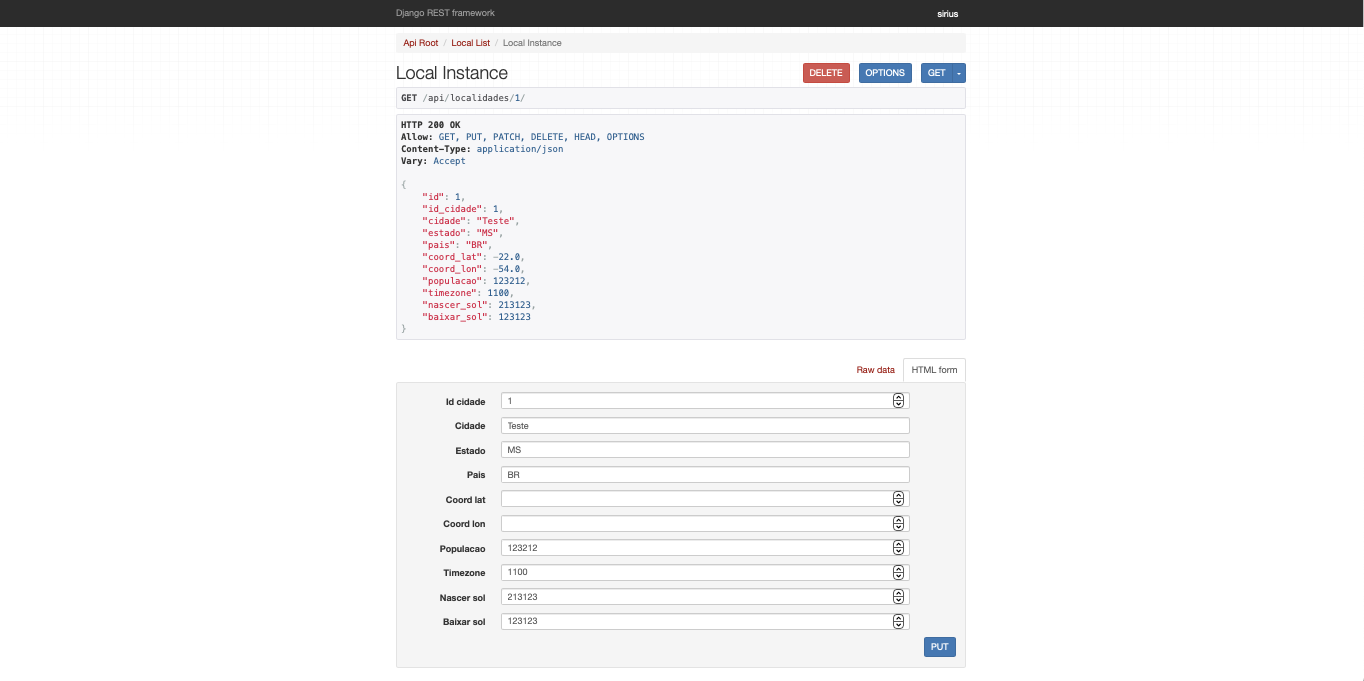 Django REST framework
sirius
Api Root / Local List / Local Instance
Local Instance
DELETE
OPTIONS
GET
GET /api/localidades/1/
HTTP 200 OK
Allow: GET, PUT, PATCH, DELETE, HEAD, OPTIONS
Content-Type: application/json
Vary: Accept
{
"id": 1,
"id_cidade": 1,
"cidade": "Teste",
"estado": "MS",
"pais": "BR",
"coord_lat": -22.0,
"coord_lon": -54.0,
"populacao": 123212,
"timezone": 1100,
"nascer_sol": 213123,
"baixar_sol": 123123
}
Raw data
HTML form
Id cidade 1
Cidade Teste
Estado MS
Pais BR
Coord lat
Coord lon
Populacao 123212
Timezone 1100
Nascer sol 213123
Baixar sol 123123
PUT